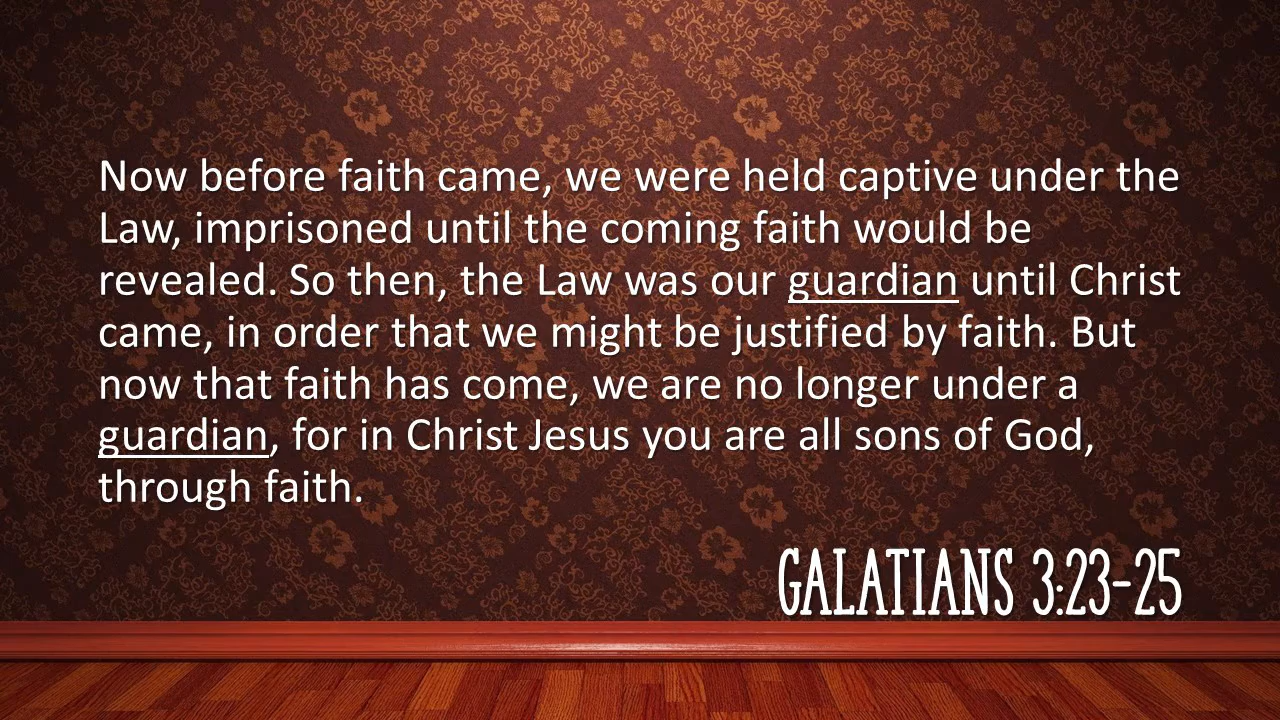 Now before faith came, we were held captive under the
Law, imprisoned until the coming faith would be
revealed. So then, the Law was our guardian until Christ
came, in order that we might be justified by faith. But
now that faith has come, we are no longer under a
guardian, for in Christ Jesus you are all sons of God,
through faith.
GALATIANS 3:23-25